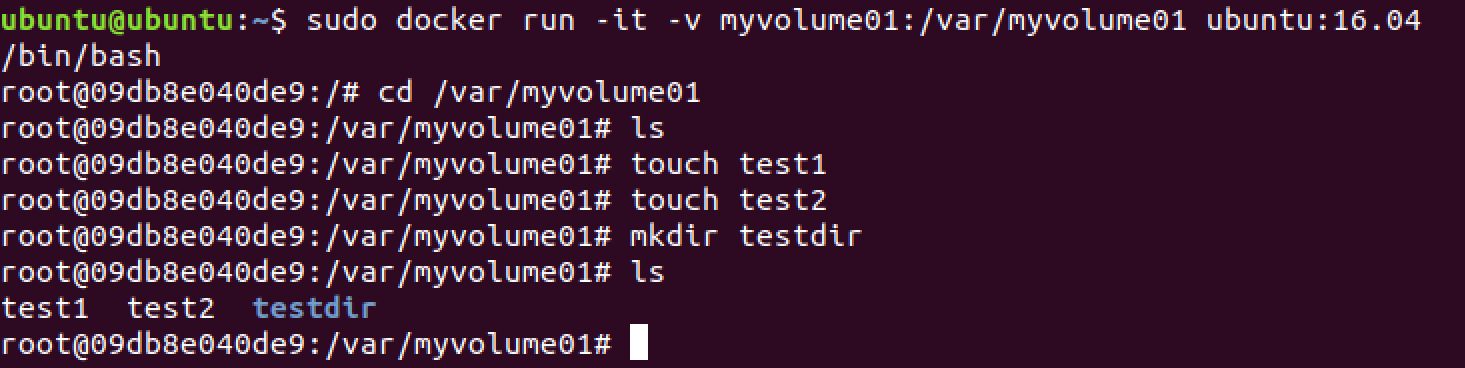 ubuntu@ubuntu:~$ sudo docker run -it -v myvolume01:/var/myvolume01 ubuntu:16.04
/bin/bash
root@09db8e040de9:/# cd /var/myvolume01
root@09db8e040de9:/var/myvolume01# ls
root@09db8e040de9:/var/myvolume01# touch test1
root@09db8e040de9:/var/myvolume01# touch test2
root@09db8e040de9:/var/myvolume01# mkdir testdir
root@09db8e040de9:/var/myvolume01# ls
test1  test2  testdir
root@09db8e040de9:/var/myvolume01#